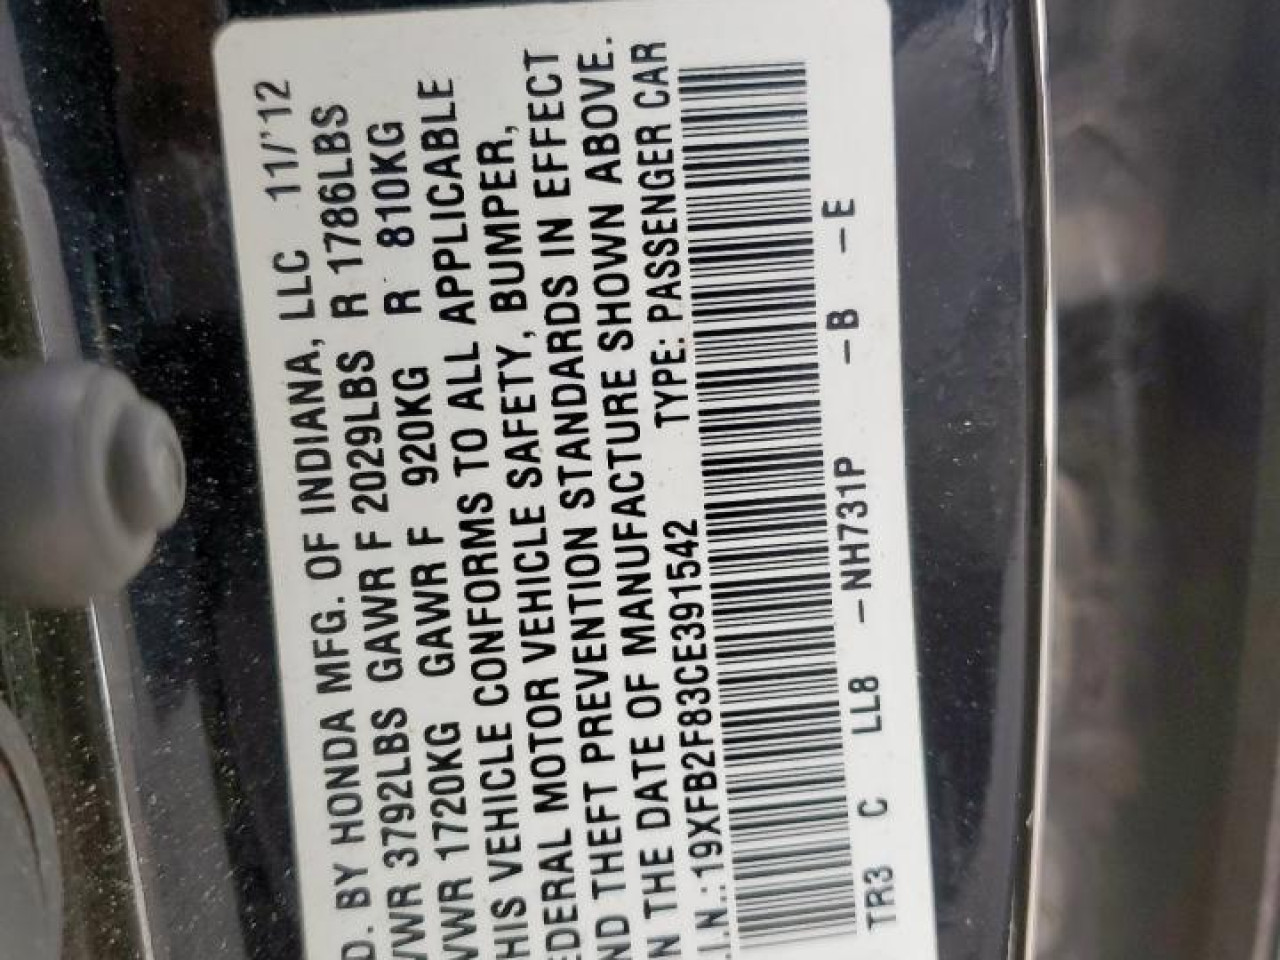 D. BY HONDA MFG. OF INDIANA, LLC 11/'12
VWR 3792LBS GAWR F 2029LBS R 1786LBS
VWR 1720KG GAWR F 920KG R 810KG
HIS VEHICLE CONFORMS TO ALL APPLICABLE
EDERAL MOTOR VEHICLE SAFETY, BUMPER,
ND THEFT PREVENTION STANDARDS IN EFFECT
N THE DATE OF MANUFACTURE SHOWN ABOVE.
.I.N.: 19XFB2F83CE391542 TYPE: PASSENGER CAR
TR3 C LL8 -NH731P -B -E